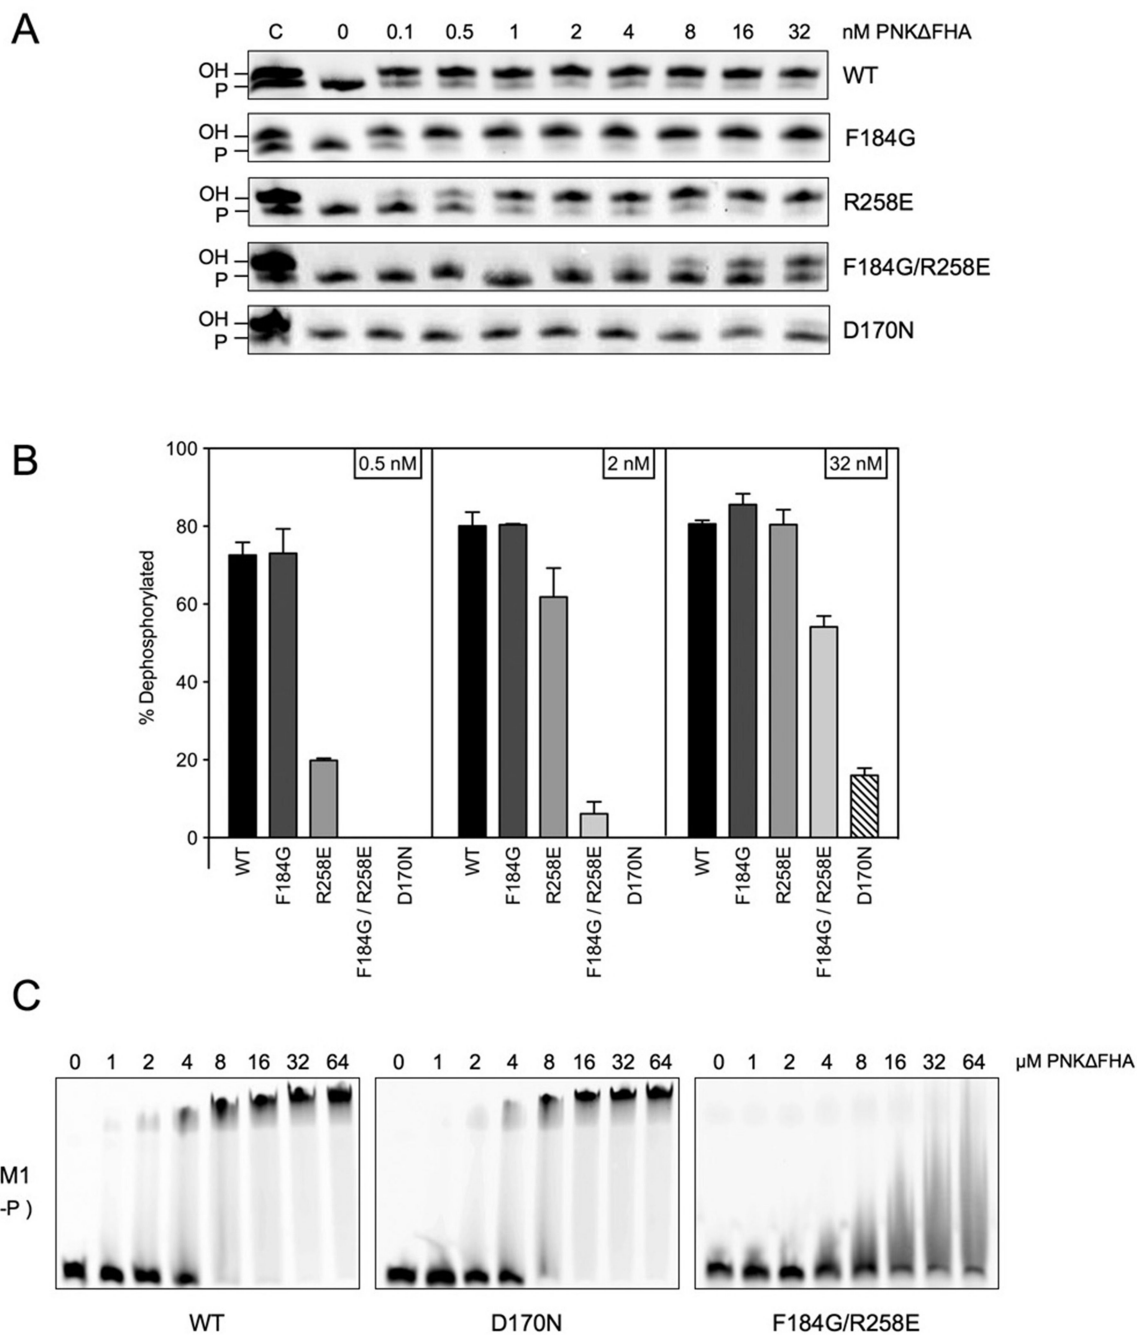 A
C 0 0.1 0.5 1 2 4 8 16 32 nM PNKΔFHA
OH
P
WT
OH
P
F184G
OH
P
R258E
OH
P
F184G/R258E
OH
P
D170N
B
% Dephosphorylated
100
80
60
40
20
0
0.5 nM
2 nM
32 nM
WT
F184G
R258E
F184G / R258E
D170N
WT
F184G
R258E
F184G / R258E
D170N
WT
F184G
R258E
F184G / R258E
D170N
C
0 1 2 4 8 16 32 64 0 1 2 4 8 16 32 64 0 1 2 4 8 16 32 64 μM PNKΔFHA
M1
-P )
WT D170N F184G/R258E